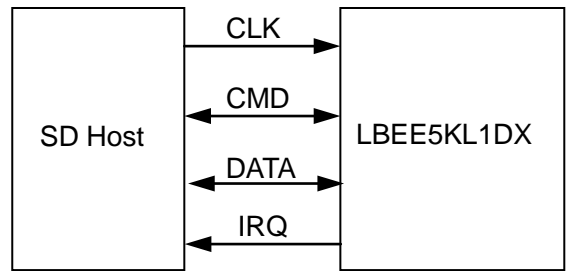 CLK
CMD
SD Host
LBEE5KL1DX
DATA
IRQ